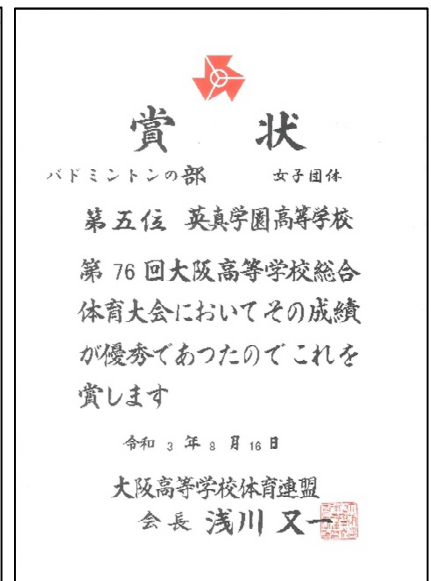 賞 状
バドミントンの部 女子団体
第五位 英真学園高等学校
第 76 回大阪高等学校総合
体育大会においてその成績
が優秀であつたのでこれを
賞します
令和 3 年 8 月 16 日
大阪高等学校体育連盟
会長 浅川 又一